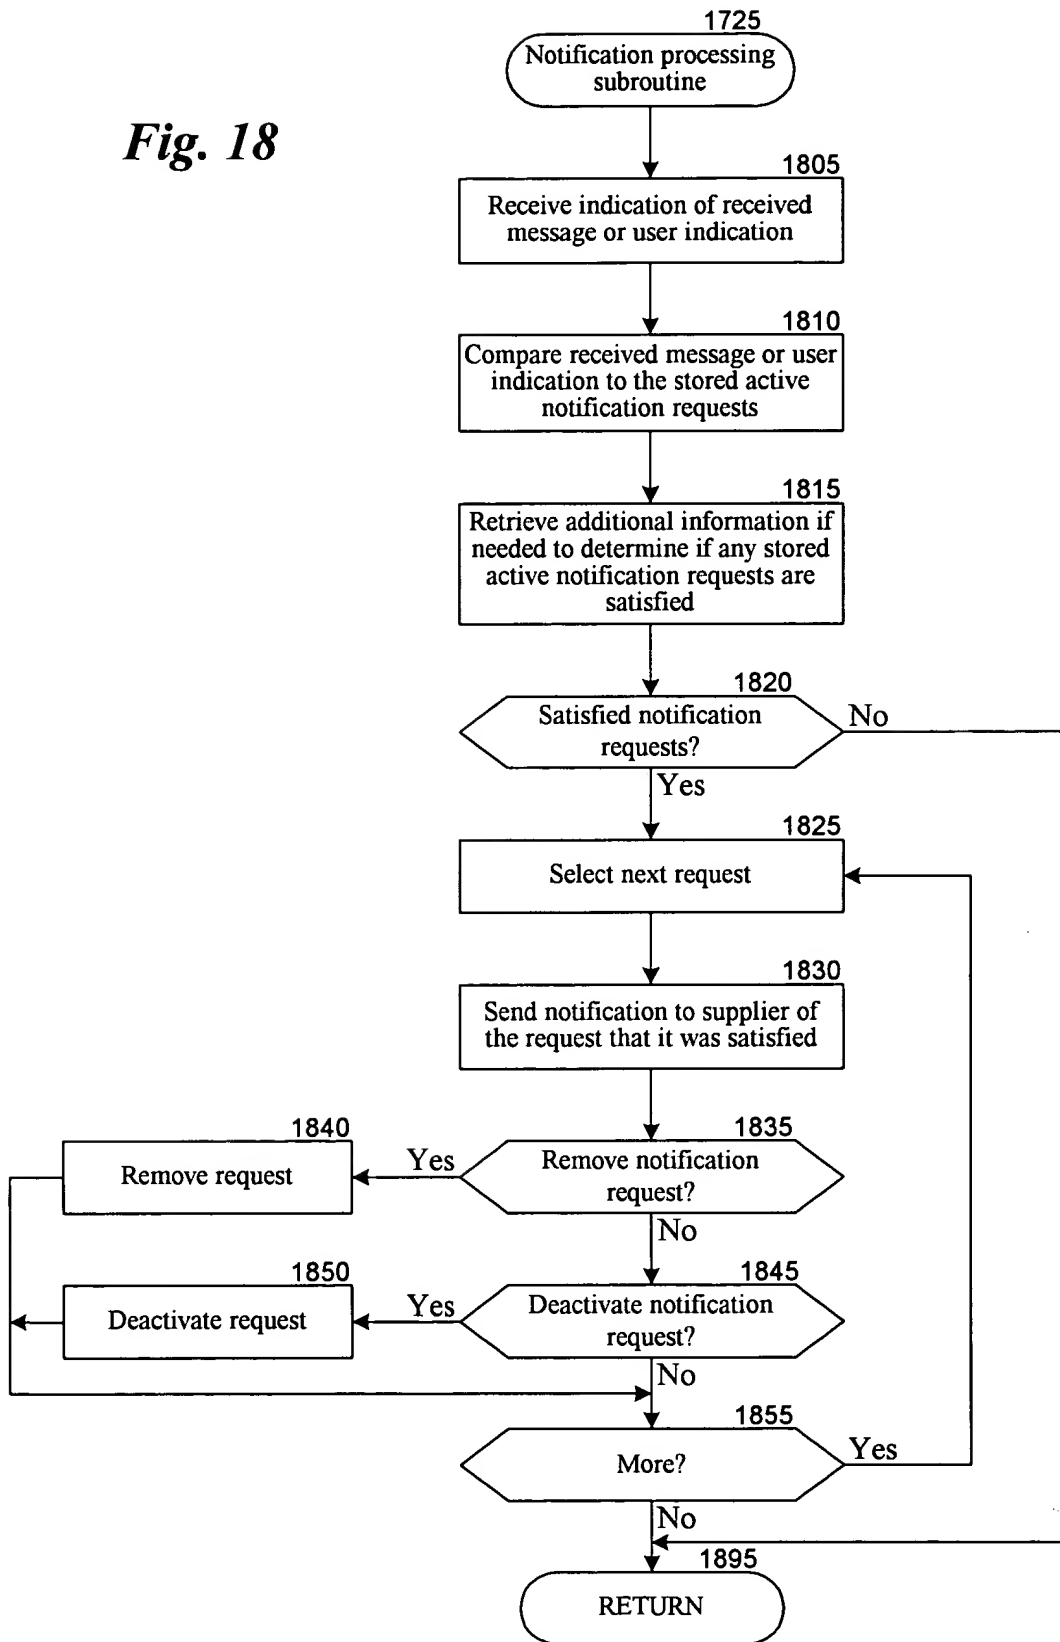 1725
Notification processing
subroutine
Fig. 18
1805
Receive indication of received
message or user indication
1810
Compare received message or user
indication to the stored active
notification requests
1815
Retrieve additional information if
needed to determine if any stored
active notification requests are
satisfied
1820
Satisfied notification
requests?
No
Yes
1825
Select next request
1830
Send notification to supplier of
the request that it was satisfied
1840
Remove request
Yes
1835
Remove notification
request?
No
1850
Deactivate request
Yes
1845
Deactivate notification
request?
No
1855
More?
Yes
No
1895
RETURN